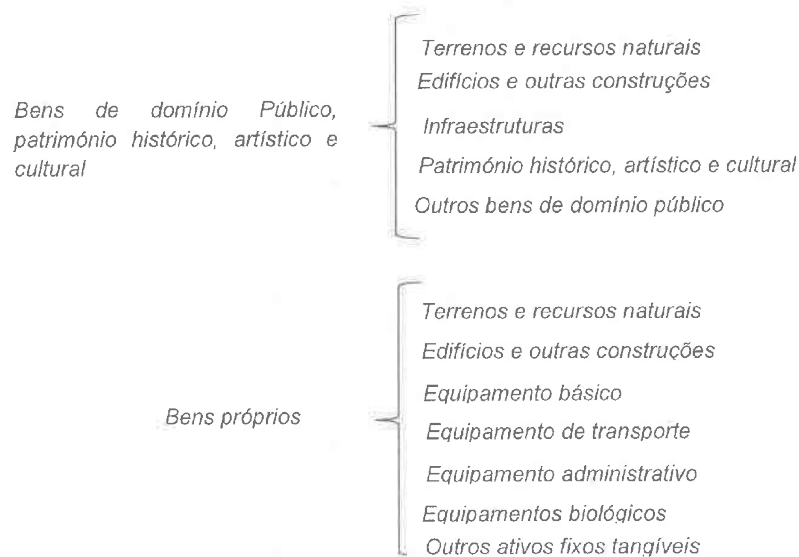 Bens de domínio Público,
património histórico, artístico e
cultural
Terrenos e recursos naturais
Edifícios e outras construções
Infraestruturas
Património histórico, artístico e cultural
Outros bens de domínio público
Bens próprios
Terrenos e recursos naturais
Edifícios e outras construções
Equipamento básico
Equipamento de transporte
Equipamento administrativo
Equipamentos biológicos
Outros ativos fixos tangíveis